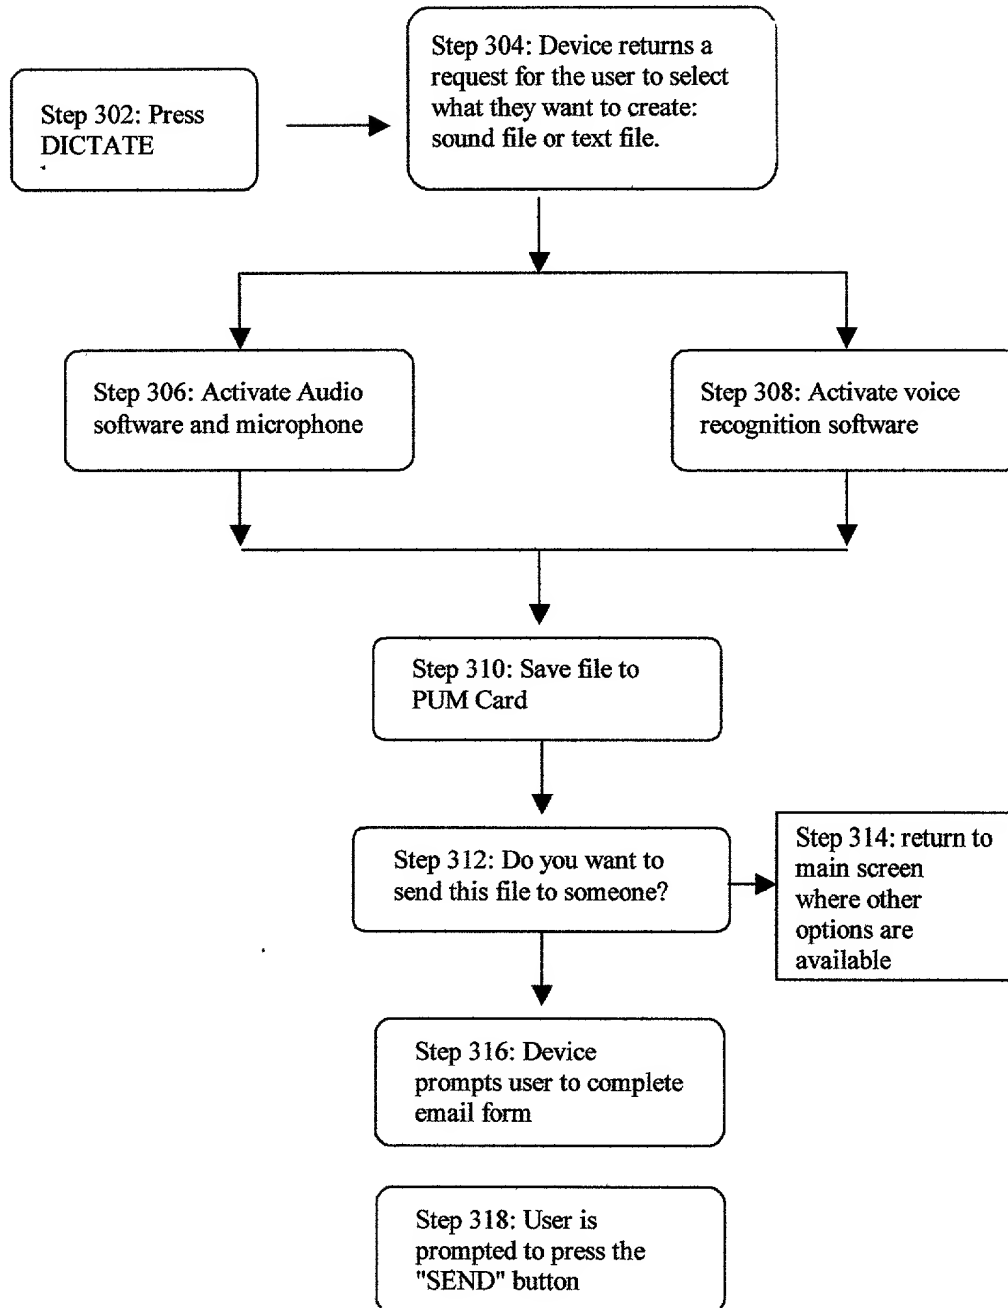 Step 304: Device returns a
request for the user to select
what they want to create:
sound file or text file.
Step 302: Press
DICTATE
Step 306: Activate Audio
software and microphone
Step 308: Activate voice
recognition software
Step 310: Save file to
PUM Card
Step 312: Do you want to
send this file to someone?
Step 314: return to
main screen
where other
options are
available
Step 316: Device
prompts user to complete
email form
Step 318: User is
prompted to press the
"SEND" button